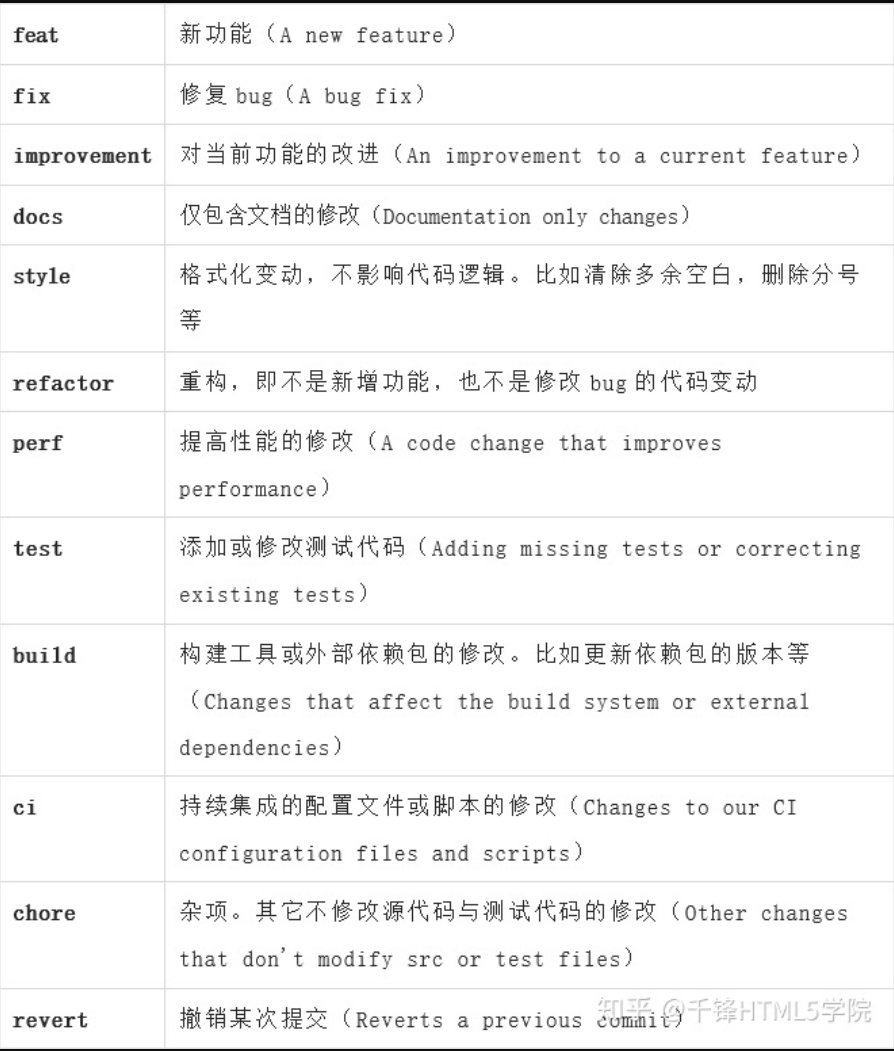 feat 新功能（A new feature）
fix 修复 bug（A bug fix）
improvement 对当前功能的改进（An improvement to a current feature）
docs 仅包含文档的修改（Documentation only changes）
style 格式化变动，不影响代码逻辑。比如清除多余空白，删除分号
等
refactor 重构，即不是新增功能，也不是修改 bug 的代码变动
perf 提高性能的修改（A code change that improves
performance）
test 添加或修改测试代码（Adding missing tests or correcting
existing tests）
build 构建工具或外部依赖包的修改。比如更新依赖包的版本等
（Changes that affect the build system or external
dependencies）
ci 持续集成的配置文件或脚本的修改（Changes to our CI
configuration files and scripts）
chore 杂项。其它不修改源代码与测试代码的修改（Other changes
that don't modify src or test files）
revert 撤销某次提交（Reverts a previous commit）
知乎 @千锋HTML5学院